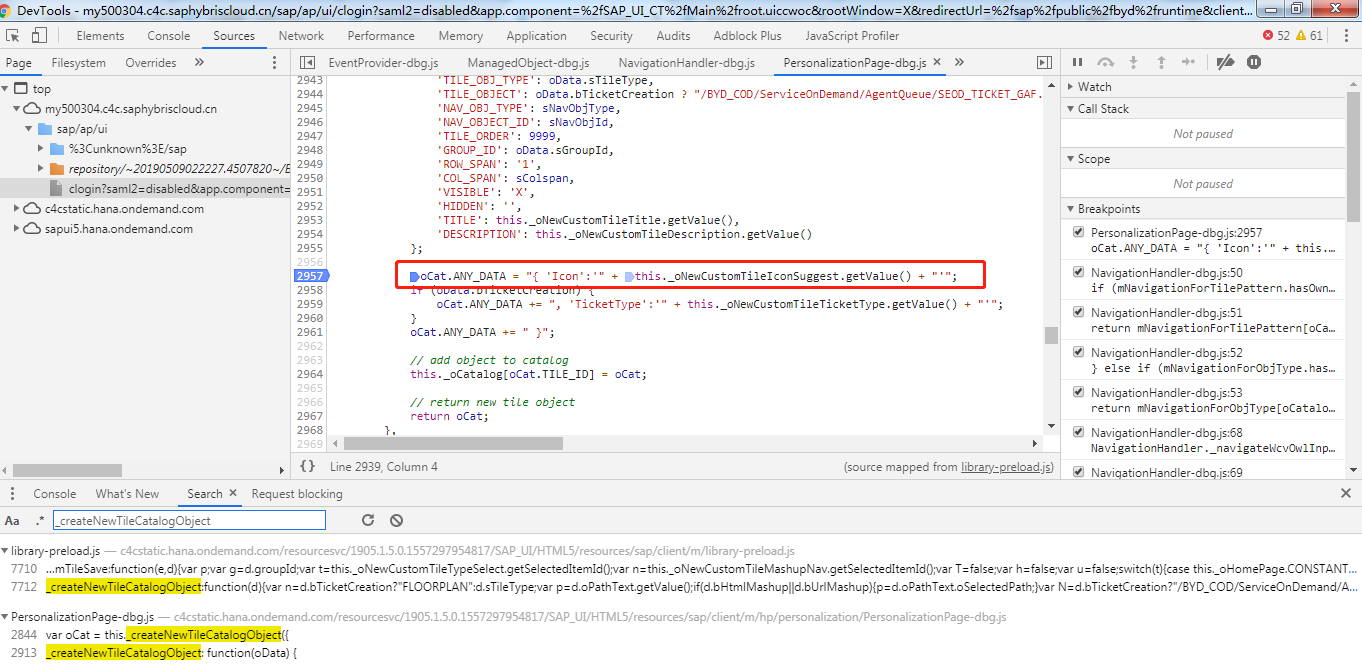 DevTools - my500304.c4c.saphybriscloud.cn/sap/ap/ui/clogin?saml2=disabled&app.component=%2fSAP_UI_CT%2fMain%2froot.uiccwoc&rootWindow=X&redirectUrl=%2fsap%2fpublic%2fbyd%2fruntime&client...
Elements Console Sources Network Performance Memory Application Security Audits Adblock Plus JavaScript Profiler 52 61
Page Filesystem Overrides » EventProvider-dbg.js ManagedObject-dbg.js NavigationHandler-dbg.js PersonalizationPage-dbg.js × »
top
my500304.c4c.saphybriscloud.cn
sap/ap/ui
%3Cunknown%3E/sap
repository/~20190509022227.4507820~/E
clogin?saml2=disabled&app.component=
c4cstatic.hana.ondemand.com
sapui5.hana.ondemand.com
2943 'TILE_OBJ_TYPE': oData.sTileType,
2944 'TILE_OBJECT': oData.bTicketCreation ? "/BYD_COD/ServiceOnDemand/AgentQueue/SEOD_TICKET_GAF.
2945 'NAV_OBJ_TYPE': sNavObjType,
2946 'NAV_OBJECT_ID': sNavObjId,
2947 'TILE_ORDER': 9999,
2948 'GROUP_ID': oData.sGroupId,
2949 'ROW_SPAN': '1',
2950 'COL_SPAN': sColspan,
2951 'VISIBLE': 'X',
2952 'HIDDEN': '',
2953 'TITLE': this._oNewCustomTileTitle.getValue(),
2954 'DESCRIPTION': this._oNewCustomTileDescription.getValue()
2955 };
2956
2957 oCat.ANY_DATA = "{ 'Icon':'" + this._oNewCustomTileIconSuggest.getValue() + "'";
2958 if (oData.bTicketCreation) {
2959 oCat.ANY_DATA += ", 'TicketType':'" + this._oNewCustomTileTicketType.getValue() + "'";
2960 }
2961 oCat.ANY_DATA += " }";
2962
2963 // add object to catalog
2964 this._oCatalog[oCat.TILE_ID] = oCat;
2965
2966 // return new tile object
2967 return oCat;
2968 },
2969
{} Line 2939, Column 4 (source mapped from library-preload.js)
Watch
Call Stack
Not paused
Scope
Not paused
Breakpoints
PersonalizationPage-dbg.js:2957
oCat.ANY_DATA = "{ 'Icon':'" + this.…
NavigationHandler-dbg.js:50
if (mNavigationForTilePattern.hasOwn…
NavigationHandler-dbg.js:51
return mNavigationForTilePattern[oCa…
NavigationHandler-dbg.js:52
} else if (mNavigationForObjType.has…
NavigationHandler-dbg.js:53
return mNavigationForObjType[oCatalo…
NavigationHandler-dbg.js:68
NavigationHandler._navigateWcvOwlInp…
NavigationHandler-dbg.js:69
Console What's New Search × Request blocking
Aa .* _createNewTileCatalogObject
library-preload.js — c4cstatic.hana.ondemand.com/resourcesvc/1905.1.5.0.1557297954817/SAP_UI/HTML5/resources/sap/client/m/library-preload.js
7710 …mTileSave:function(e,d){var p;var g=d.groupId;var t=this._oNewCustomTileTypeSelect.getSelectedItemId();var n=this._oNewCustomTileMashupNav.getSelectedItemId();var T=false;var h=false;var u=false;switch(t){case this._oHomePage.CONSTANT…
7712 _createNewTileCatalogObject:function(d){var n=d.bTicketCreation?"FLOORPLAN":d.sTileType;var p=d.oPathText.getValue();if(d.bHtmlMashup||d.bUrlMashup){p=d.oPathText.oSelectedPath;}var N=d.bTicketCreation?"/BYD_COD/ServiceOnDemand/A…
PersonalizationPage-dbg.js — c4cstatic.hana.ondemand.com/resourcesvc/1905.1.5.0.1557297954817/SAP_UI/HTML5/resources/sap/client/m/hp/personalization/PersonalizationPage-dbg.js
2844 var oCat = this._createNewTileCatalogObject({
2913 _createNewTileCatalogObject: function(oData) {